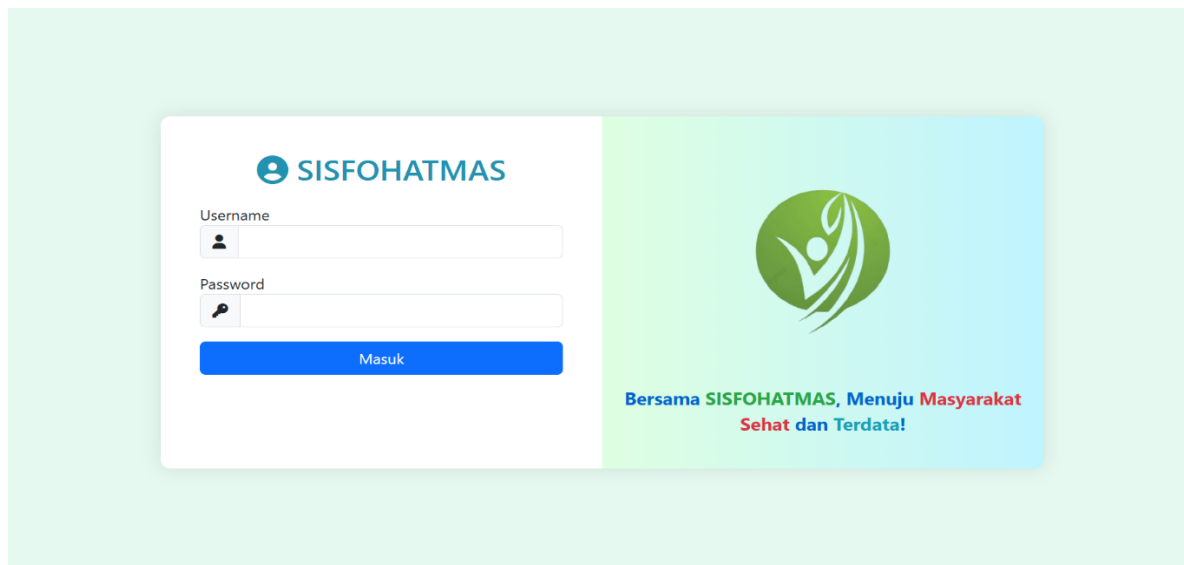 SISFOHATMAS
Username
Password
Masuk
Bersama SISFOHATMAS, Menuju Masyarakat
Sehat dan Terdata!